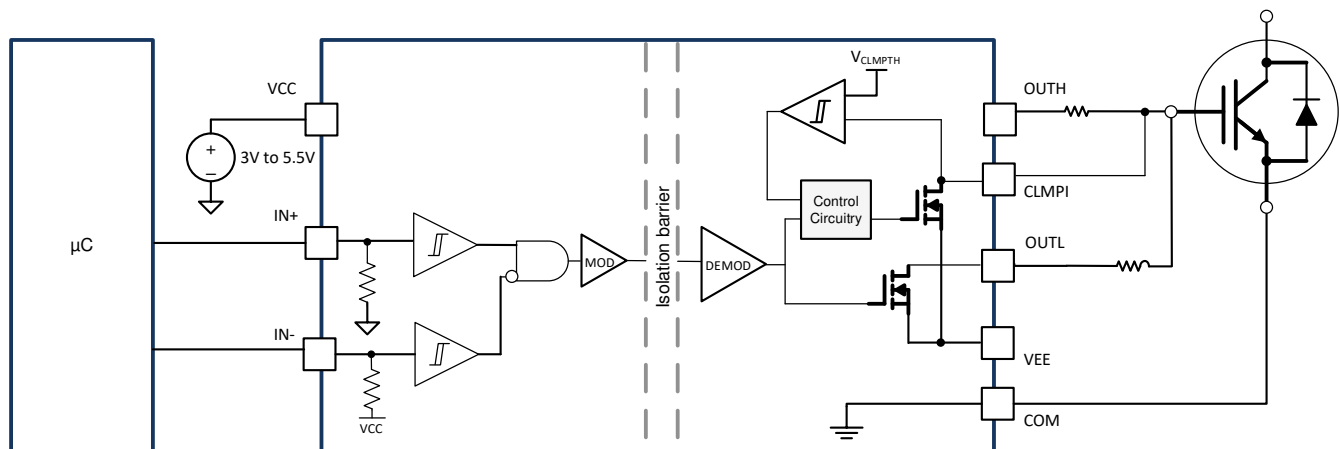 µC
VCC
+
−
3V to 5.5V
IN+
IN-
VCC
MOD
Isolation barrier
DEMOD
VCLMPTH
Control
Circuitry
OUTH
CLMPI
OUTL
VEE
COM